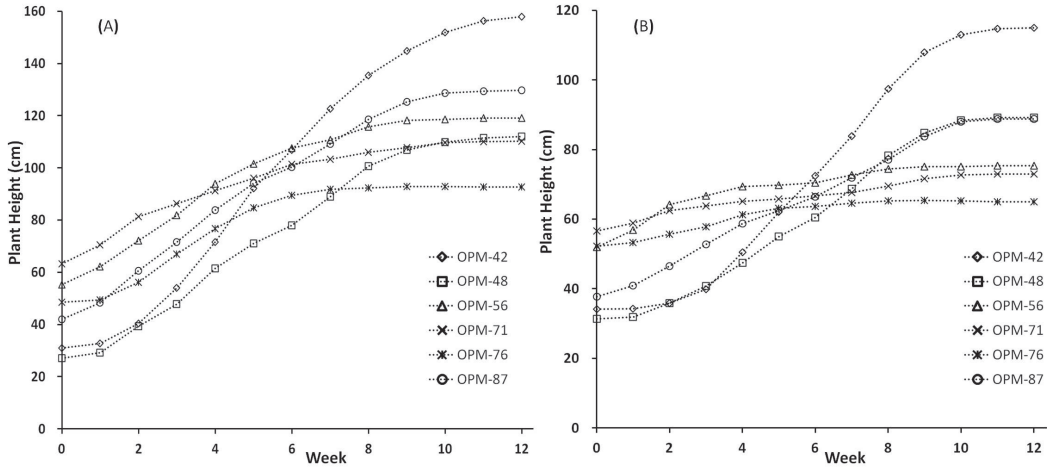 (A)
Plant Height (cm)
160
140
120
100
80
60
40
20
0
0 2 4 6 8 10 12
Week
OPM-42
OPM-48
OPM-56
OPM-71
OPM-76
OPM-87
(B)
Plant Height (cm)
120
100
80
60
40
20
0
0 2 4 6 8 10 12
Week
OPM-42
OPM-48
OPM-56
OPM-71
OPM-76
OPM-87